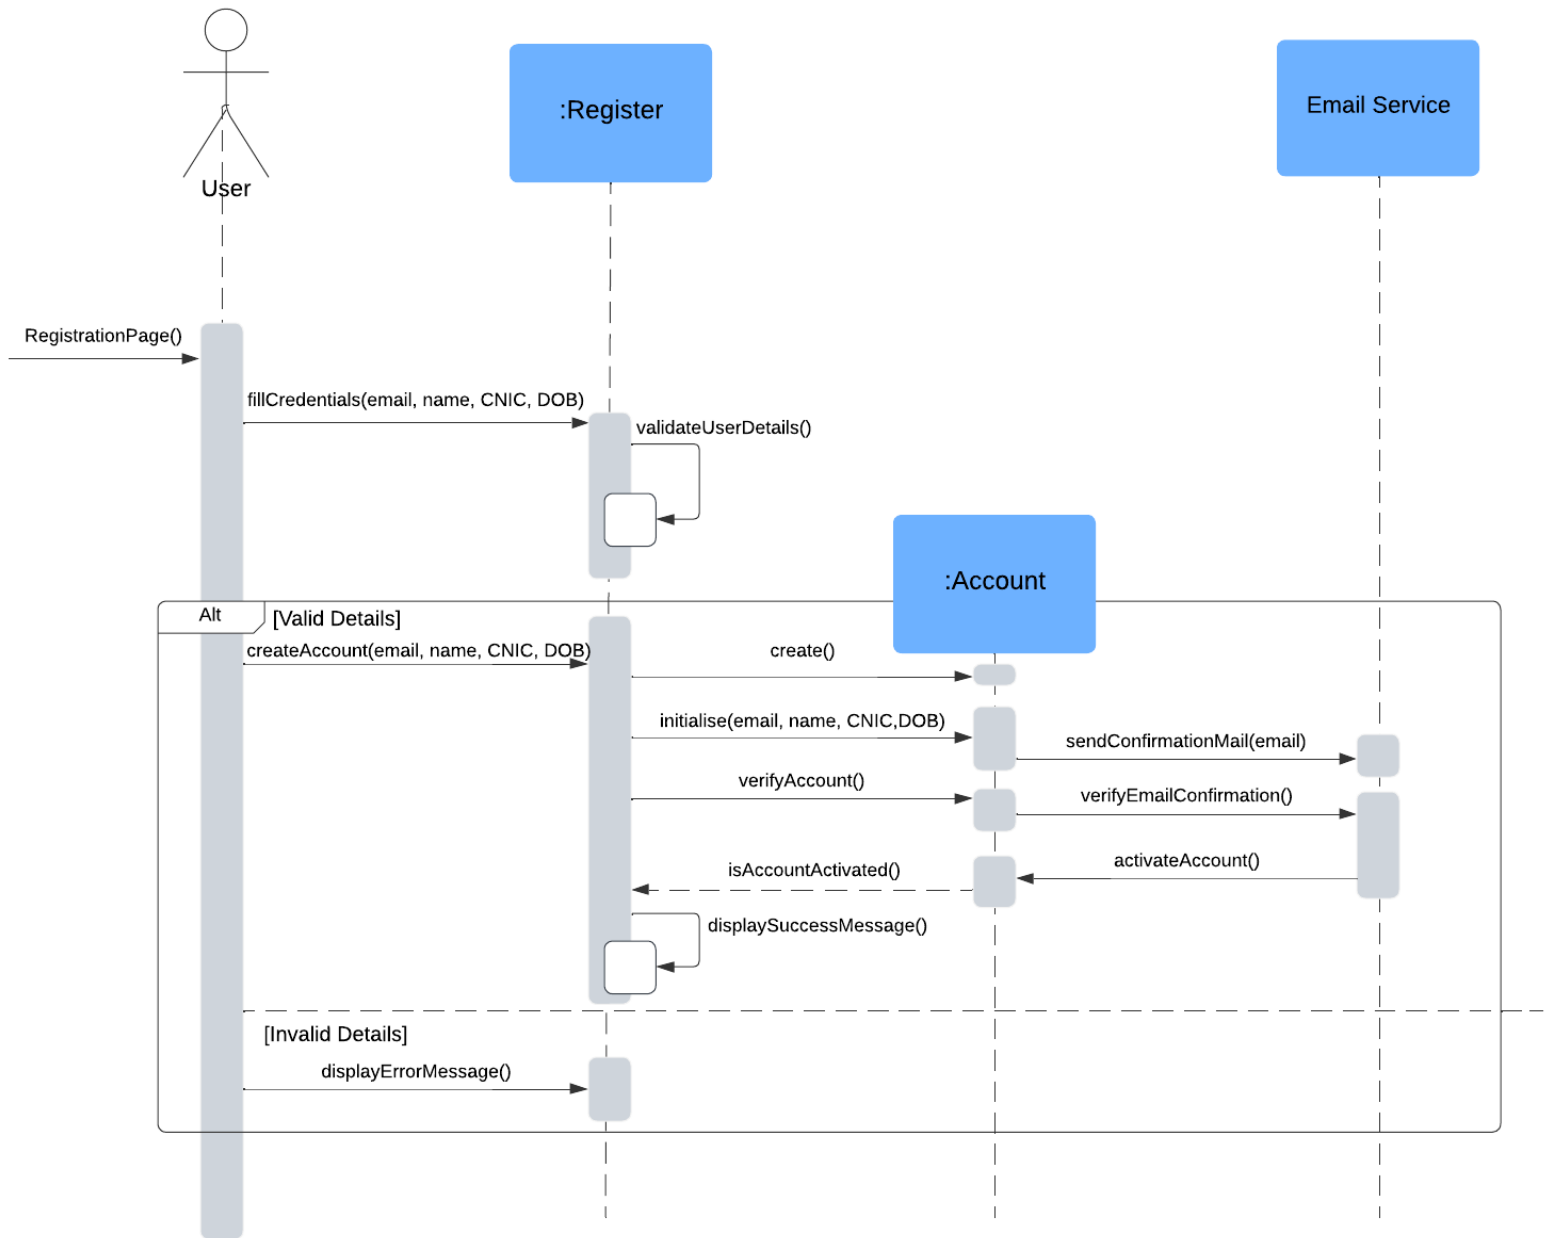 :Register
Email Service
User
RegistrationPage()
fillCredentials(email, name, CNIC, DOB)
validateUserDetails()
:Account
Alt
[Valid Details]
createAccount(email, name, CNIC, DOB)
create()
initialise(email, name, CNIC,DOB)
sendConfirmationMail(email)
verifyAccount()
verifyEmailConfirmation()
activateAccount()
isAccountActivated()
displaySuccessMessage()
[Invalid Details]
displayErrorMessage()